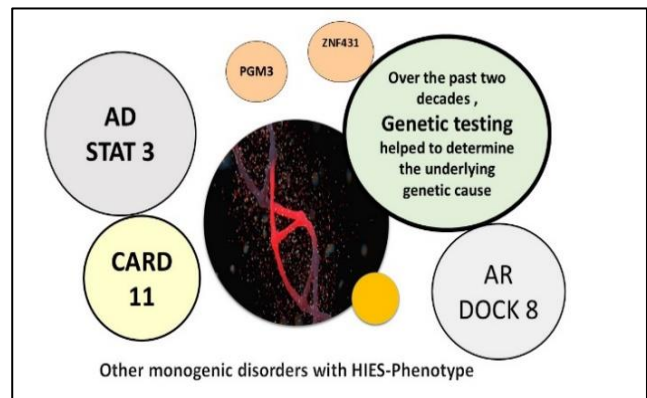 ZNF431
PGM3
Over the past two
decades ,
Genetic testing
helped to determine
the underlying
genetic cause
AD
STAT 3
CARD
11
AR
DOCK 8
Other monogenic disorders with HIES-Phenotype